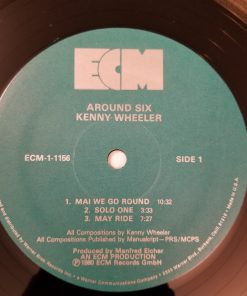 ECM
AROUND SIX
KENNY WHEELER
ECM-1-1156 SIDE 1
1. MAI WE GO ROUND 10:32
2. SOLO ONE 3:33
3. MAY RIDE 7:27
All Compositions by Kenny Wheeler
All Compositions Published by Manuskript–PRS/MCPS
Produced by Manfred Eicher
AN ECM PRODUCTION
℗ 1980 ECM Records GmbH